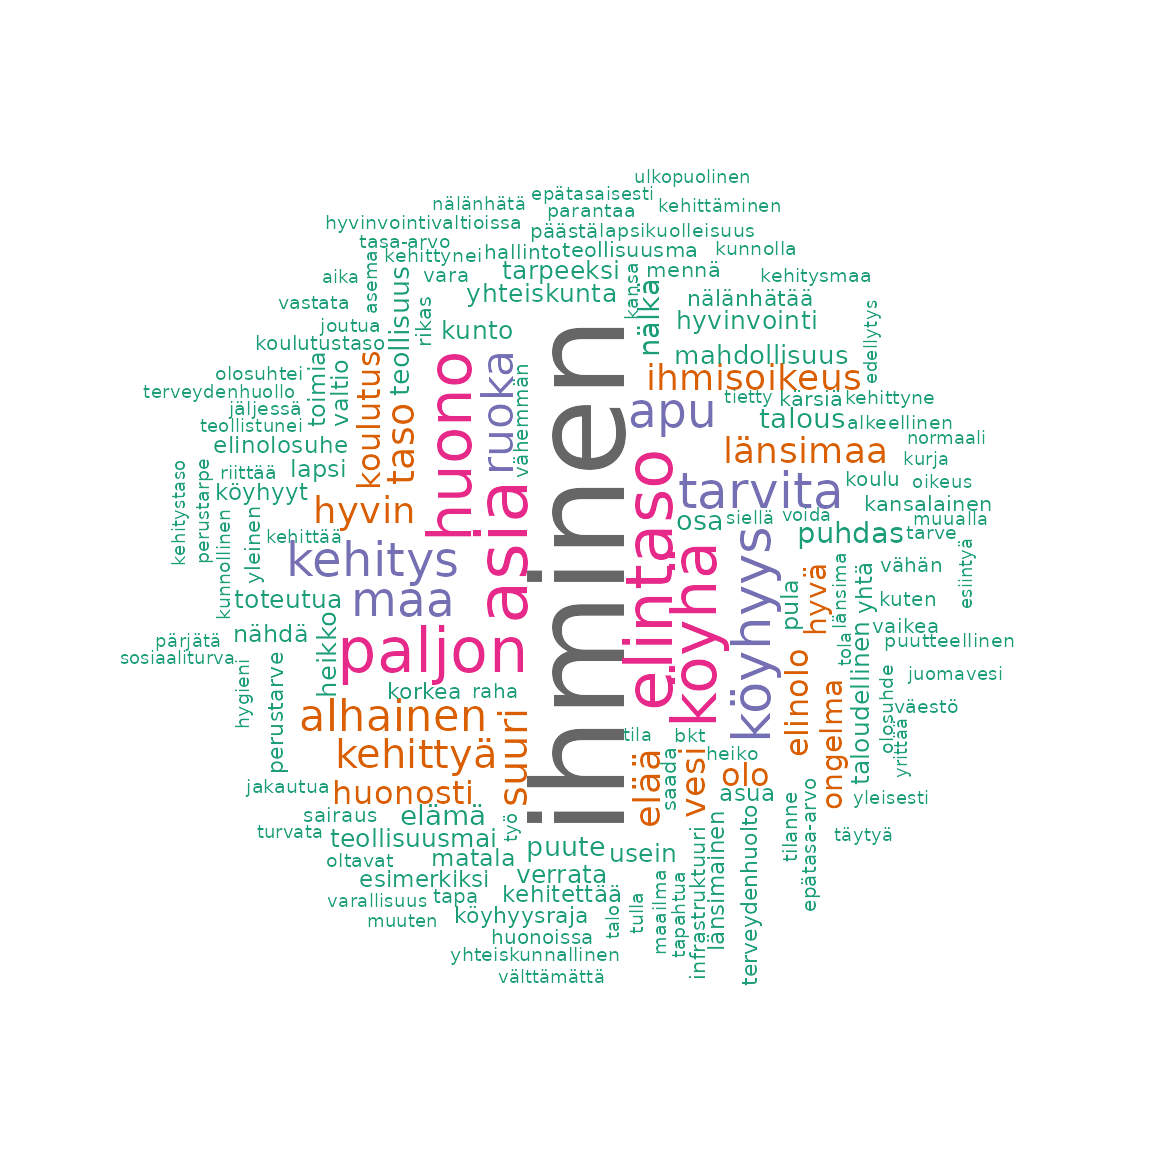 ulkopuolinen
epätasaisesti
nälänhätä
parantaa
kehittäminen
hyvinvointivaltioissa
päästä
lapsikuolleisuus
tasa-arvo
kehittynei
hallinto
teollisuusma
kunnolla
asema
aika
vara
tarpeeksi
kansa
mennä
kehitysmaa
vastata
teollisuus
rikas
yhteiskunta
nälkä
nälänhätää
joutua
kunto
hyvinvointi
edellytys
koulutustaso
mahdollisuus
olosuhtei
toimia
valtio
koulutus
huono
ruoka
vähemmän
ihminen
ihmisoikeus
terveydenhuollo
tietty
kärsiä
kehittyne
jäljessä
apu
talous
alkeellinen
teollistunei
taso
normaali
elinolosuhe
länsimaa
kurja
kehitystaso
perustarpe
riittää
lapsi
elintaso
koulu
oikeus
köyhyyt
tarvita
kansalainen
hyvin
asia
osa
siellä
voida
muualla
kunnollinen
yleinen
kehittää
puhdas
tarve
kehitys
köyhä
köyhyys
vähän
esiintyä
toteutua
maa
pula
hyvä
länsima
yhtä
kuten
nähdä
heikko
vaikea
pärjätä
paljon
tola
puutteellinen
sosiaaliturva
hygieni
perustarve
elinolo
taloudellinen
olosuhde
juomavesi
korkea
raha
ongelma
väestö
alhainen
suuri
tila
bkt
yrittää
kehittyä
elää
saada
vesi
heiko
jakautua
huonosti
olo
asua
yleisesti
sairaus
elämä
työ
tilanne
epätasa-arvo
turvata
teollisuusmai
infrastruktuuri
länsimainen
terveydenhuolto
täytyä
oltavat
matala
puute
usein
esimerkiksi
verrata
maailma
tapahtua
varallisuus
tapa
kehitettää
muuten
köyhyysraja
talo
tulla
huonoissa
yhteiskunnallinen
välttämättä